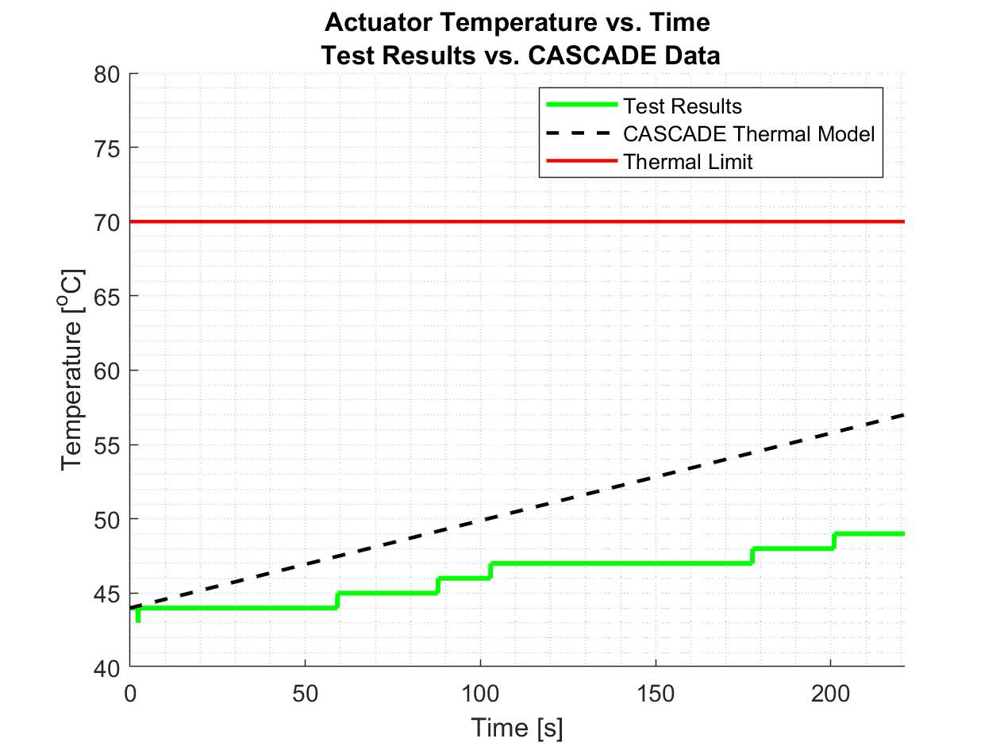 Actuator Temperature vs. Time
Test Results vs. CASCADE Data
Test Results
CASCADE Thermal Model
Thermal Limit
Temperature [°C]
80
75
70
65
60
55
50
45
40
0 50 100 150 200
Time [s]